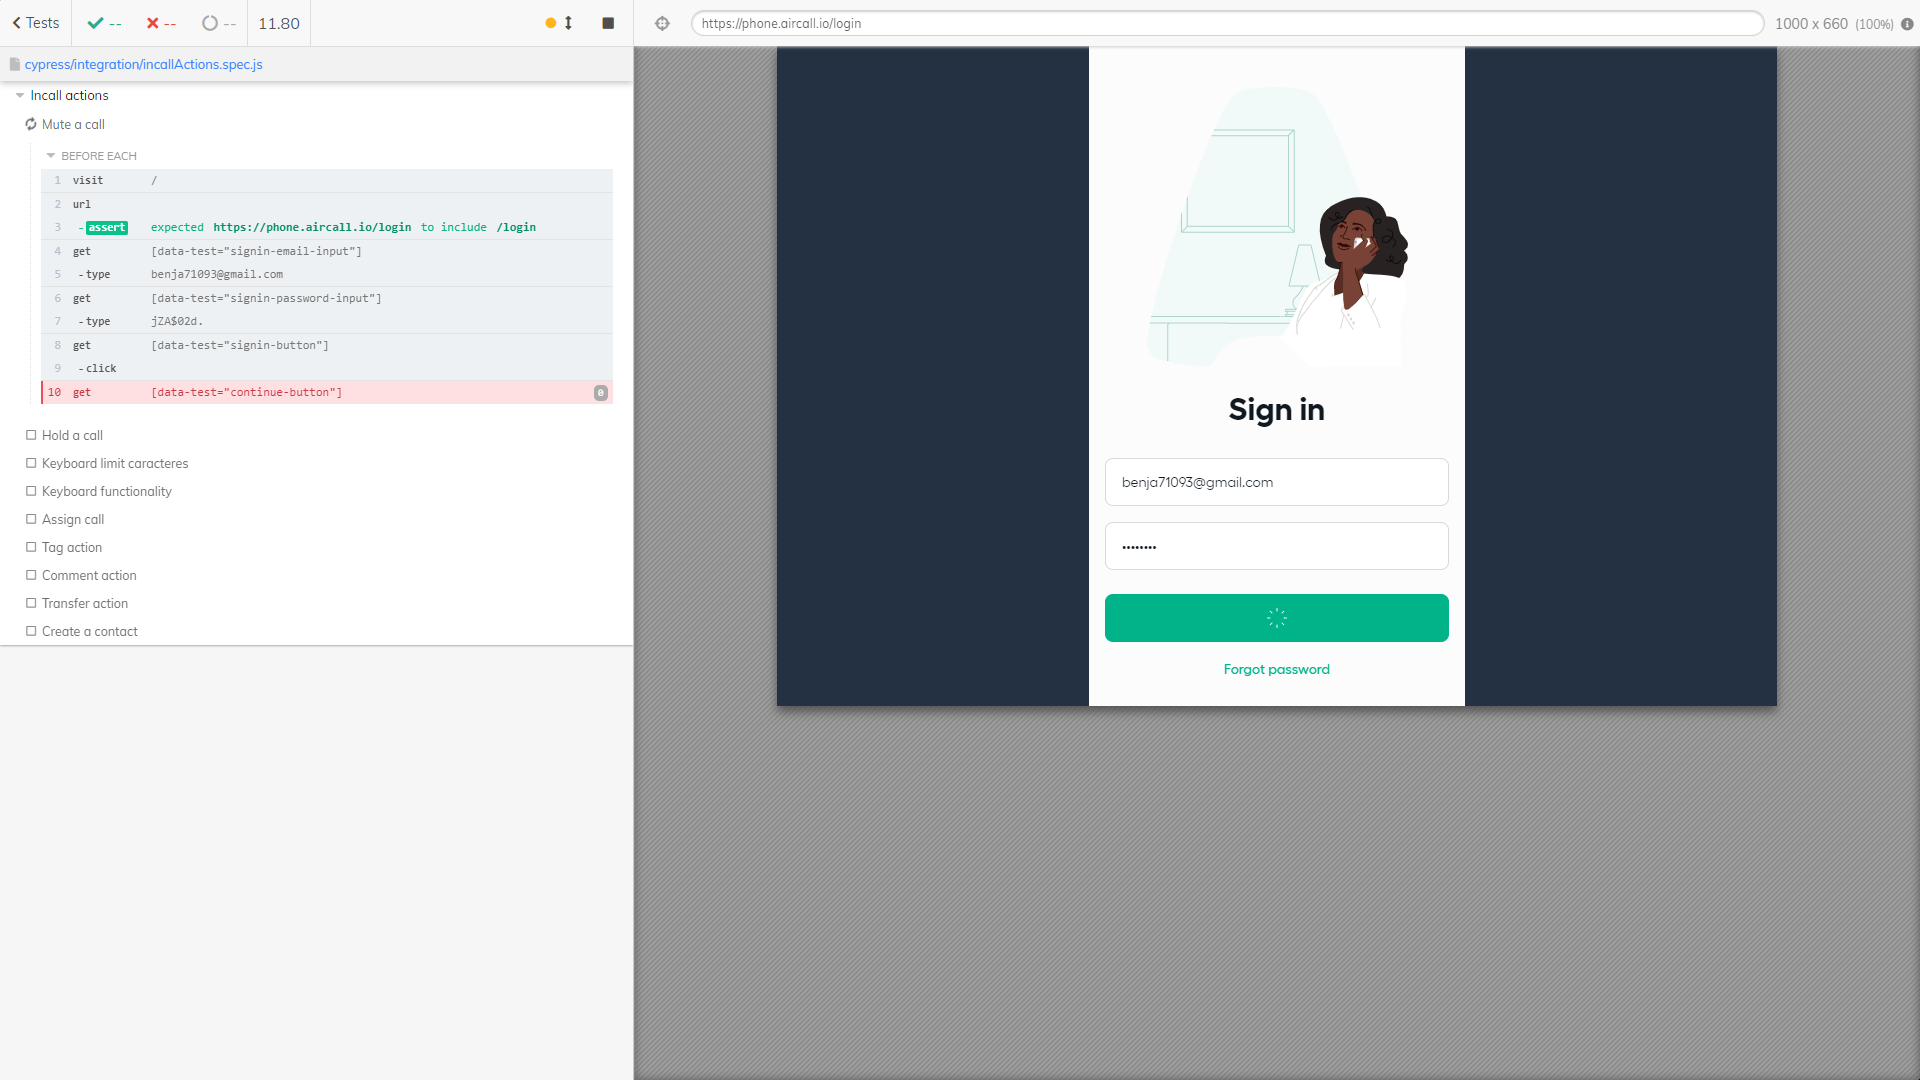 Tests
--
--
--
11.80
https://phone.aircall.io/login
1000 x 660 (100%)
cypress/integration/incallActions.spec.js
Incall actions
Mute a call
BEFORE EACH
1 visit /
2 url
3 -assert expected https://phone.aircall.io/login to include /login
4 get [data-test="signin-email-input"]
5 -type benja71093@gmail.com
6 get [data-test="signin-password-input"]
7 -type jZA$02d.
8 get [data-test="signin-button"]
9 -click
10 get [data-test="continue-button"] 0
Hold a call
Keyboard limit caracteres
Keyboard functionality
Assign call
Tag action
Comment action
Transfer action
Create a contact
Sign in
benja71093@gmail.com
••••••••
Forgot password